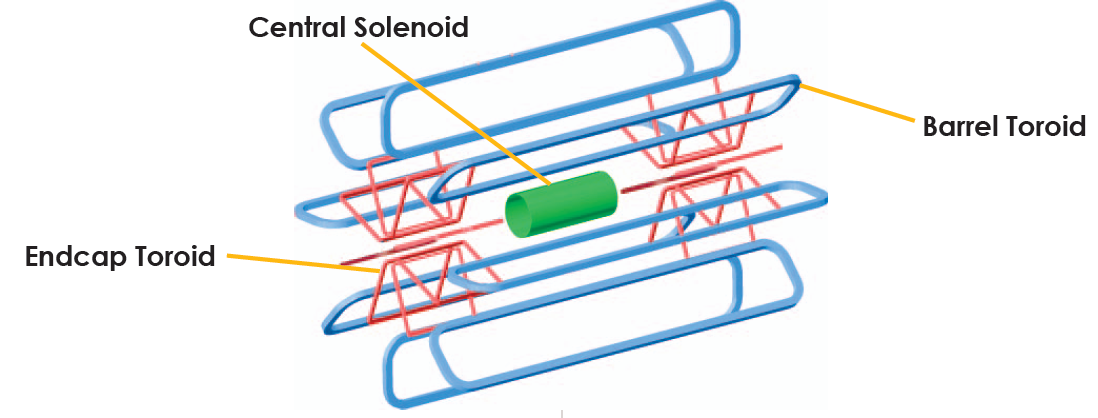 Central Solenoid
Barrel Toroid
Endcap Toroid